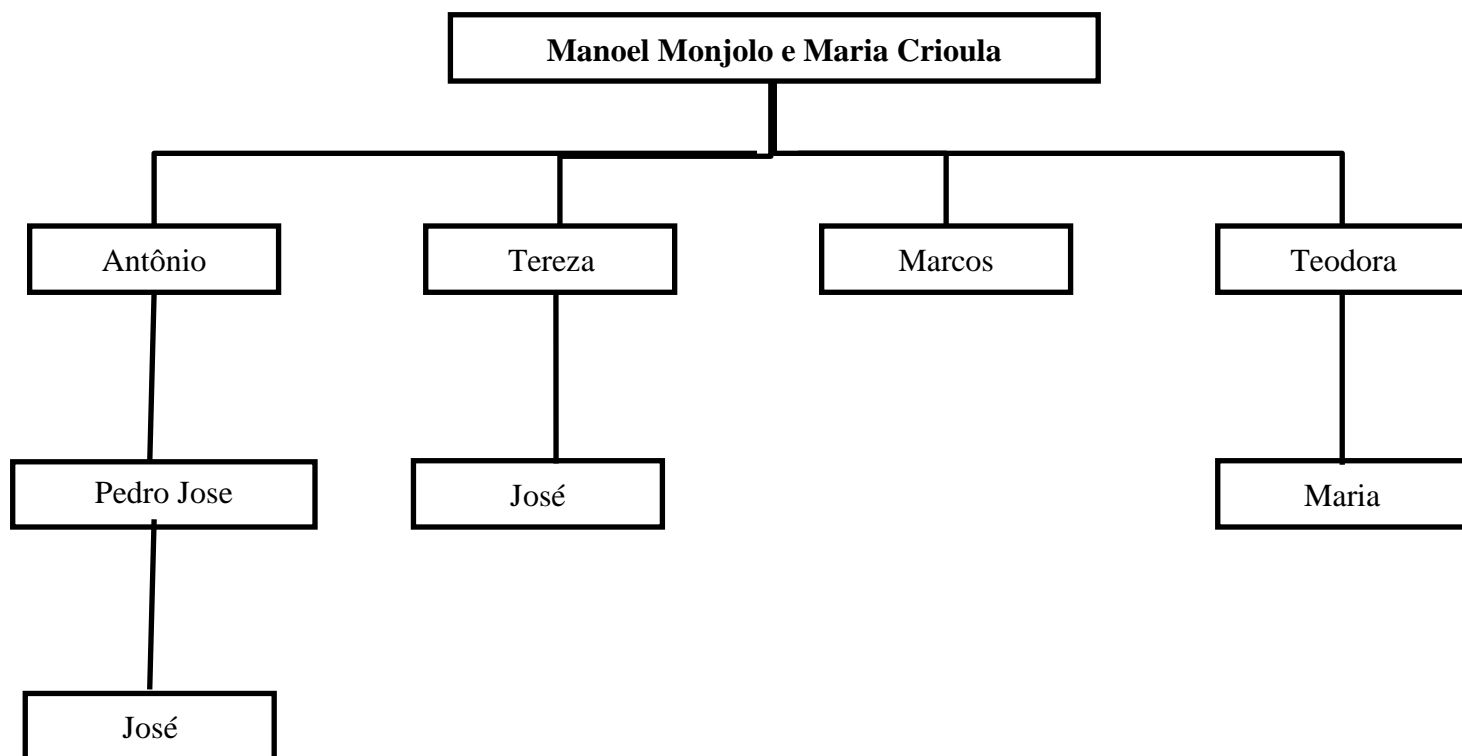 Manoel Monjolo e Maria Crioula
Antônio
Tereza
Marcos
Teodora
Pedro Jose
José
Maria
José